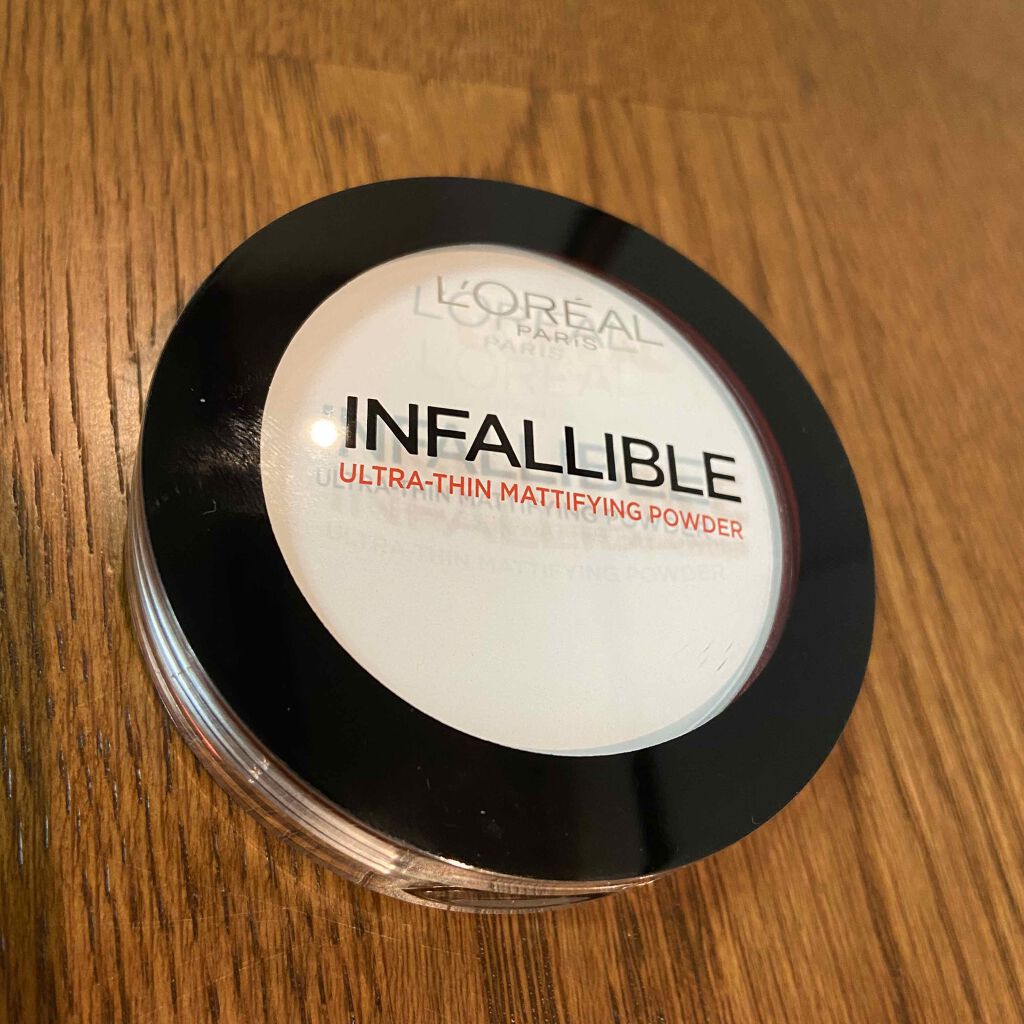 L'ORÉAL
PARIS
INFALLIBLE
ULTRA-THIN MATTIFYING POWDER